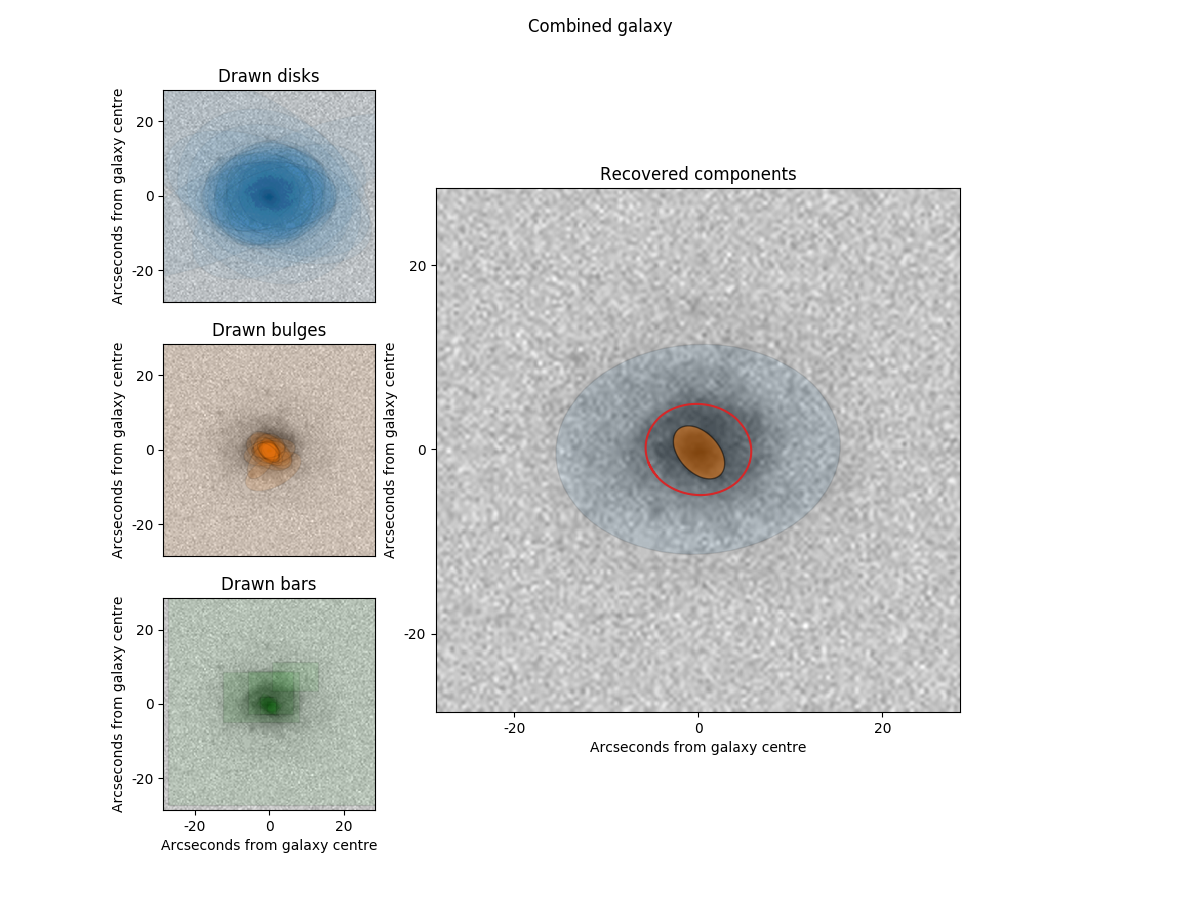 Combined galaxy
Drawn disks
Arcseconds from galaxy centre
20
0
-20
Drawn bulges
Arcseconds from galaxy centre
20
0
-20
Drawn bars
Arcseconds from galaxy centre
20
0
-20
-20 0 20
Arcseconds from galaxy centre
Recovered components
Arcseconds from galaxy centre
20
0
-20
-20 0 20
Arcseconds from galaxy centre